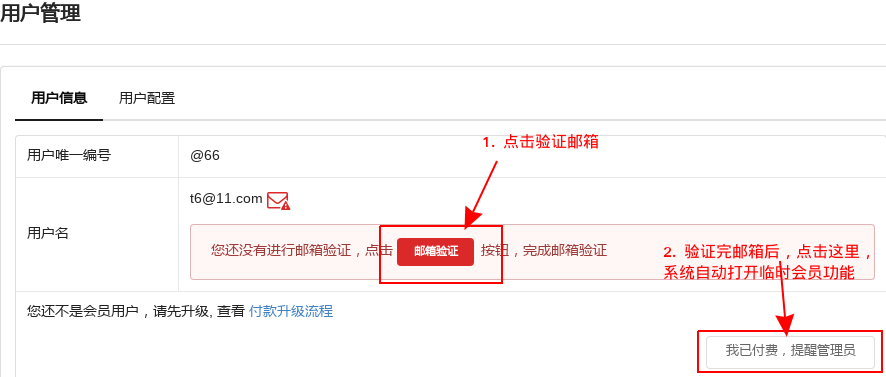 用户管理
用户信息 用户配置
1. 点击验证邮箱
用户唯一编号 @66
t6@11.com
用户名
您还没有进行邮箱验证，点击 邮箱验证 按钮，完成邮箱验证
2. 验证完邮箱后，点击这里，
系统自动打开临时会员功能
您还不是会员用户，请先升级, 查看 付款升级流程
我已付费，提醒管理员